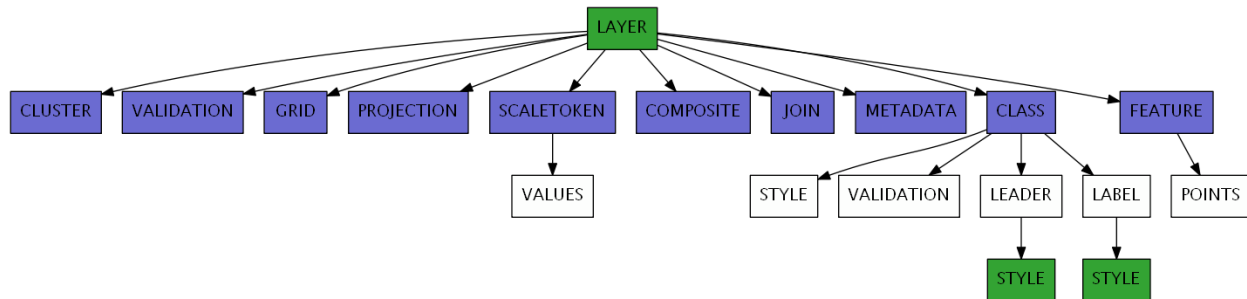 LAYER
CLUSTER
VALIDATION
GRID
PROJECTION
SCALETOKEN
COMPOSITE
JOIN
METADATA
CLASS
FEATURE
VALUES
STYLE
VALIDATION
LEADER
LABEL
POINTS
STYLE
STYLE